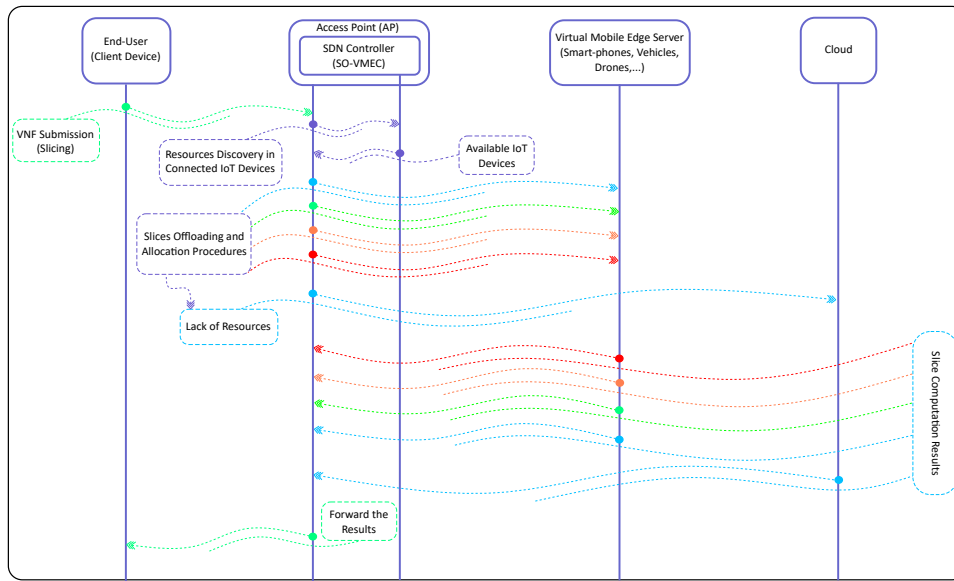 End-User
(Client Device)
Access Point (AP)
SDN Controller
(SO-VMEC)
Virtual Mobile Edge Server
(Smart-phones, Vehicles,
Drones,...)
Cloud
VNF Submission
(Slicing)
Resources Discovery in
Connected IoT Devices
Available IoT
Devices
Slices Offloading and
Allocation Procedures
Lack of Resources
Slice Computation Results
Forward the
Results